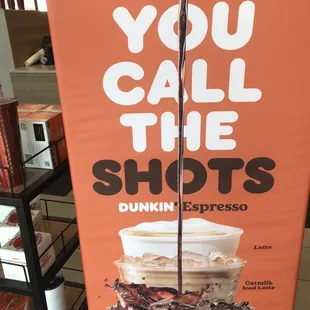 YOU
CALL
THE
SHOTS
DUNKIN' Espresso
Latte
Oatmilk
Iced Latte